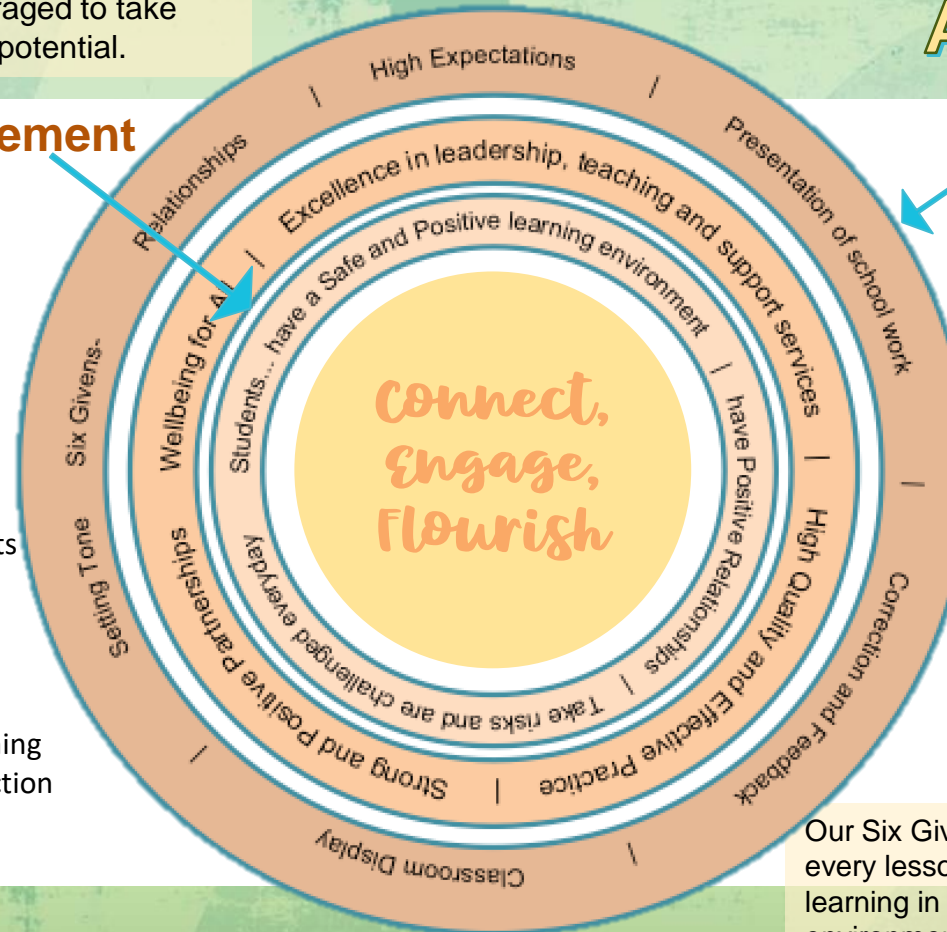 raged to take
potential.
A
ement
High Expectations
|
Presentation of school work
|
Correction and Feedback
|
Classroom Display
|
Setting Tone
Six Givens-
Relationships
|
Excellence in leadership, teaching and support services
|
High Quality and Effective Practice
|
Strong and Positive Partnerships
Wellbeing for
|
Students... have a Safe and Positive learning environment
|
have Positive Relationships
|
Take risks and are challenged everyday
Connect,
Engage,
Flourish
ts
ning
ction
Our Six Giv
every lesso
learning in
environmen